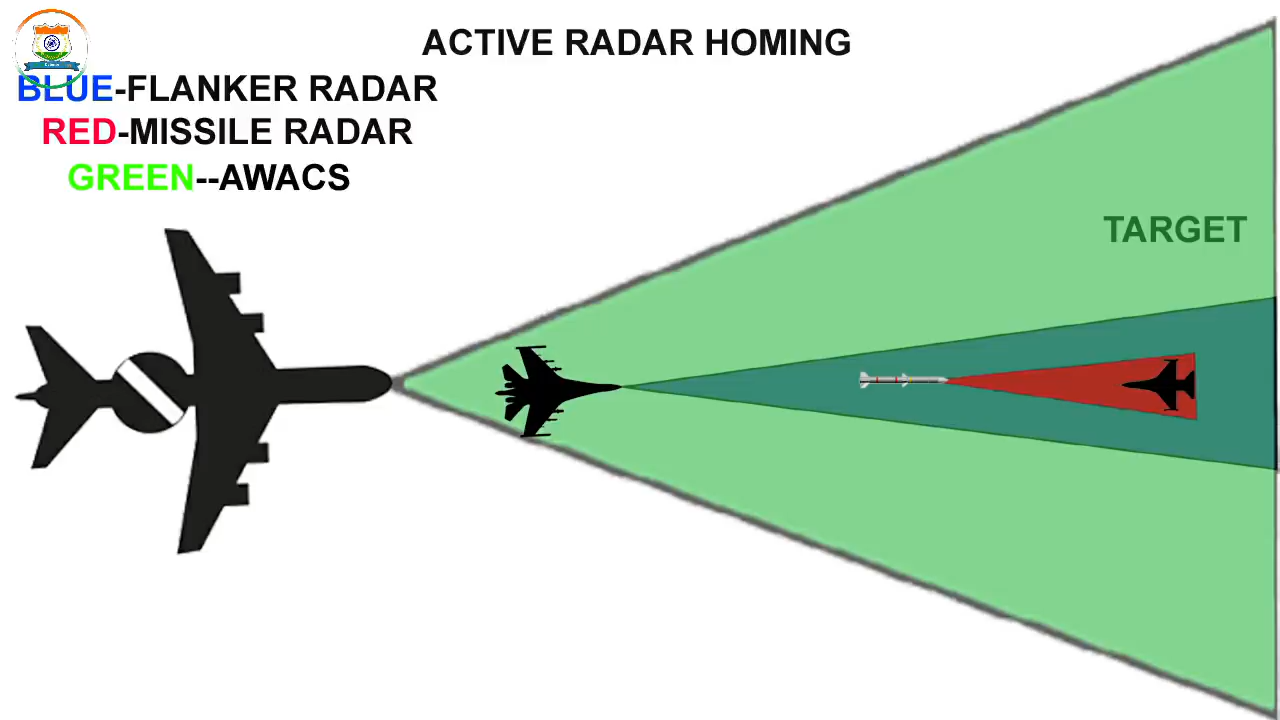 ACTIVE RADAR HOMING
BLUE-FLANKER RADAR
RED-MISSILE RADAR
GREEN--AWACS
TARGET